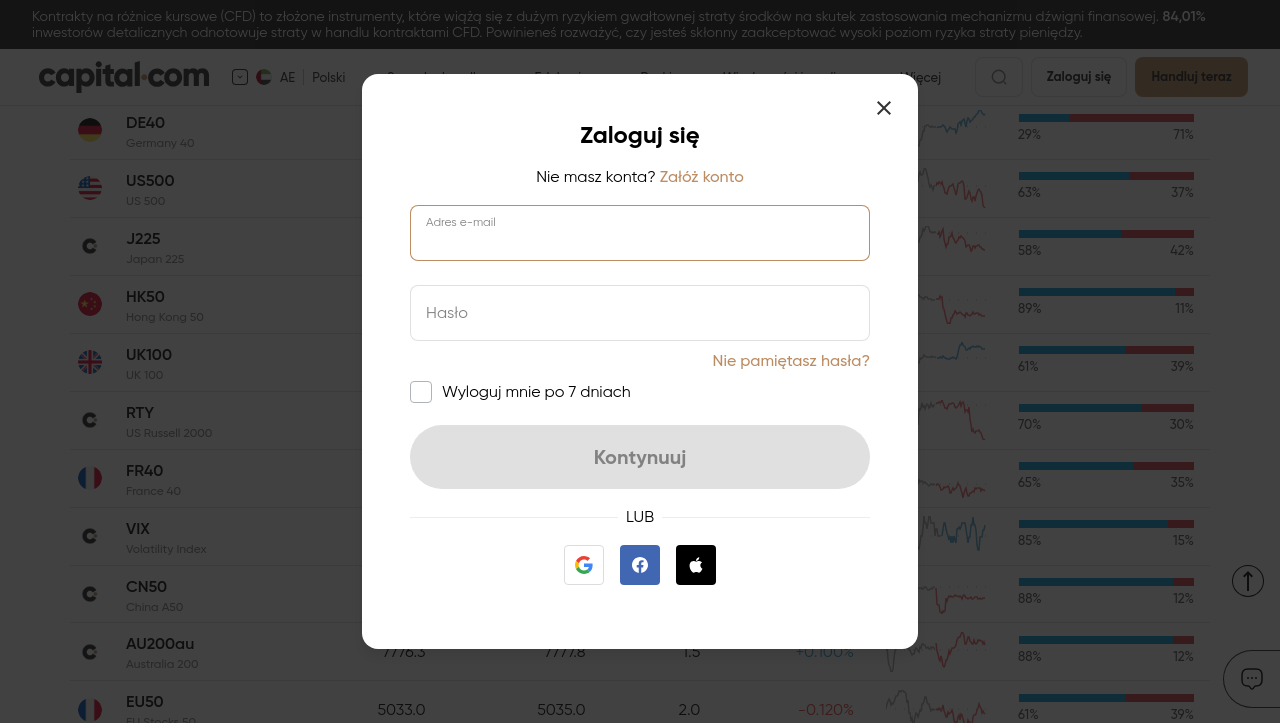 Kontrakty na różnice kursowe (CFD) to złożone instrumenty, które wiążą się z dużym ryzykiem gwałtownej straty środków na skutek zastosowania mechanizmu dźwigni finansowej. 84,01%
inwestorów detalicznych odnotowuje straty w handlu kontraktami CFD. Powinieneś rozważyć, czy jesteś skłonny zaakceptować wysoki poziom ryzyka straty pieniędzy.
capital.com AE Polski Więcej Zaloguj się Handluj teraz
Zaloguj się
Nie masz konta? Załóż konto
Adres e-mail
Hasło
Nie pamiętasz hasła?
Wyloguj mnie po 7 dniach
Kontynuuj
LUB
DE40
Germany 40
29% 71%
US500
US 500
63% 37%
J225
Japan 225
58% 42%
HK50
Hong Kong 50
89% 11%
UK100
UK 100
61% 39%
RTY
US Russell 2000
70% 30%
FR40
France 40
65% 35%
VIX
Volatility Index
85% 15%
CN50
China A50
88% 12%
AU200au
Australia 200
7776.3 7777.8 1.5 +0.100%
88% 12%
EU50
EU Stocks 50
5033.0 5035.0 2.0 -0.120%
61% 39%